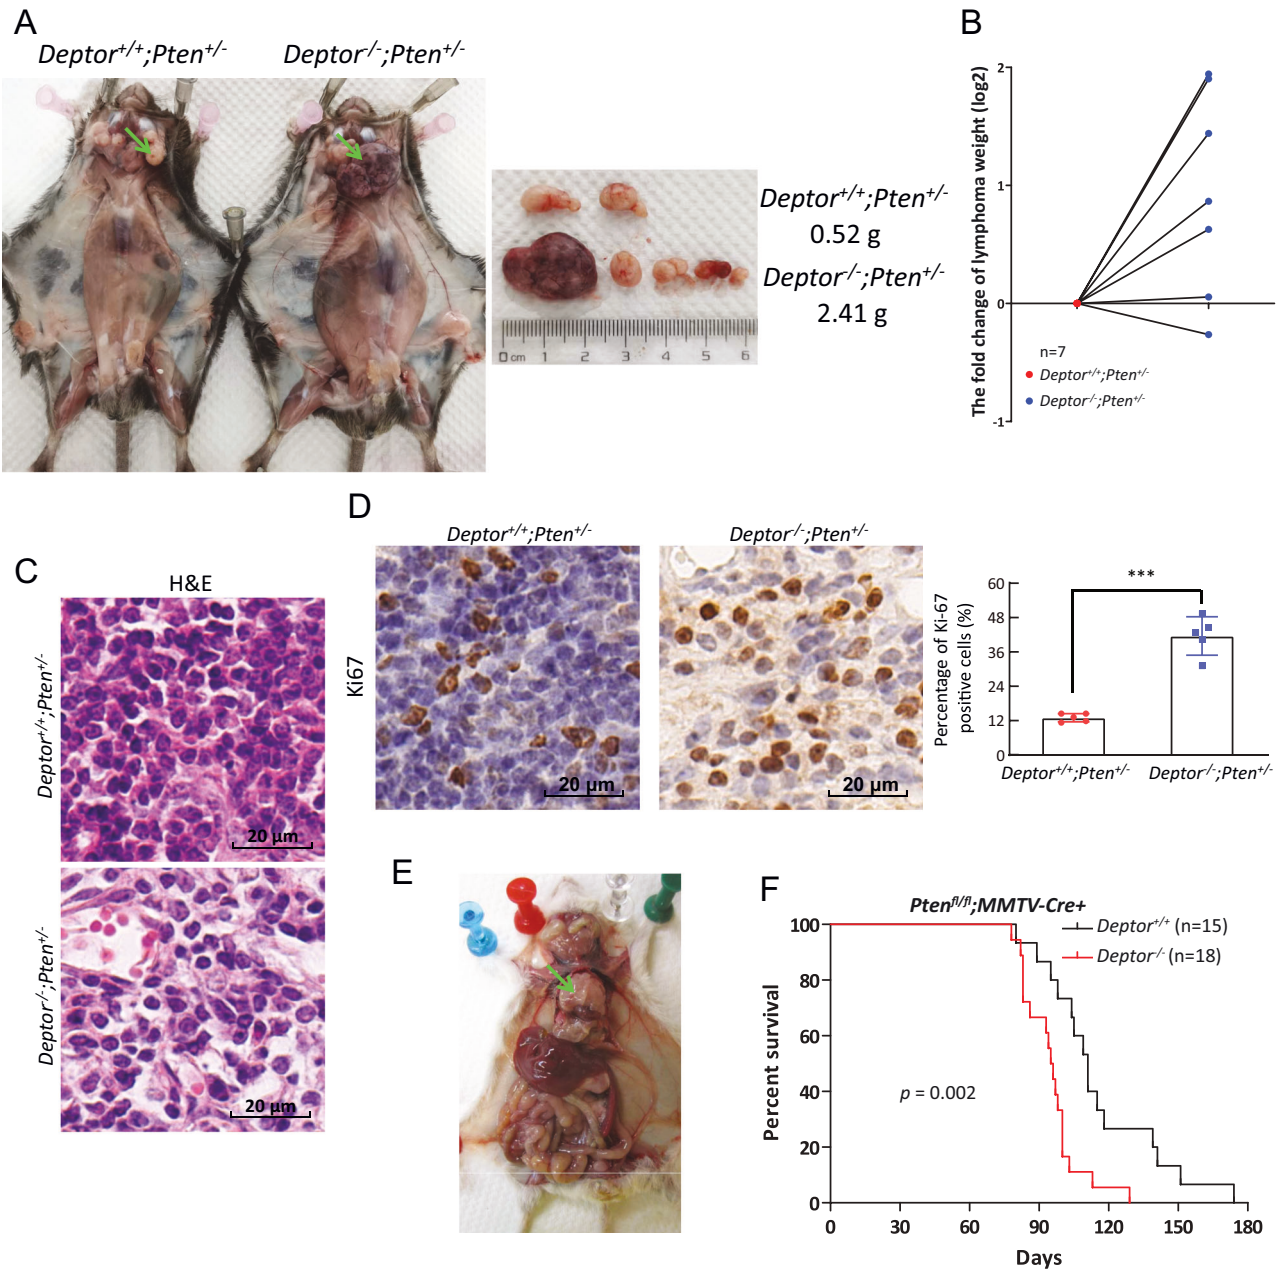 A
Deptor+/+;Pten+/-
Deptor-/-;Pten+/-
0 cm 1 2 3 4 5 6
Deptor+/+;Pten+/-
0.52 g
Deptor-/-;Pten+/-
2.41 g
B
The fold change of lymphoma weight (log2)
2
1
0
-1
n=7
Deptor+/+;Pten+/-
Deptor-/-;Pten+/-
C
H&E
Deptor+/+;Pten+/-
20 μm
Deptor-/-;Pten+/-
20 μm
D
Deptor+/+;Pten+/-
Deptor-/-;Pten+/-
Ki67
20 μm
20 μm
Percentage of Ki-67
positive cells (%)
60
48
36
24
12
0
***
Deptor+/+;Pten+/-
Deptor-/-;Pten+/-
E
F
Ptenfl/fl;MMTV-Cre+
Deptor+/+ (n=15)
Deptor-/- (n=18)
Percent survival
100
80
60
40
20
0
p = 0.002
0 30 60 90 120 150 180
Days